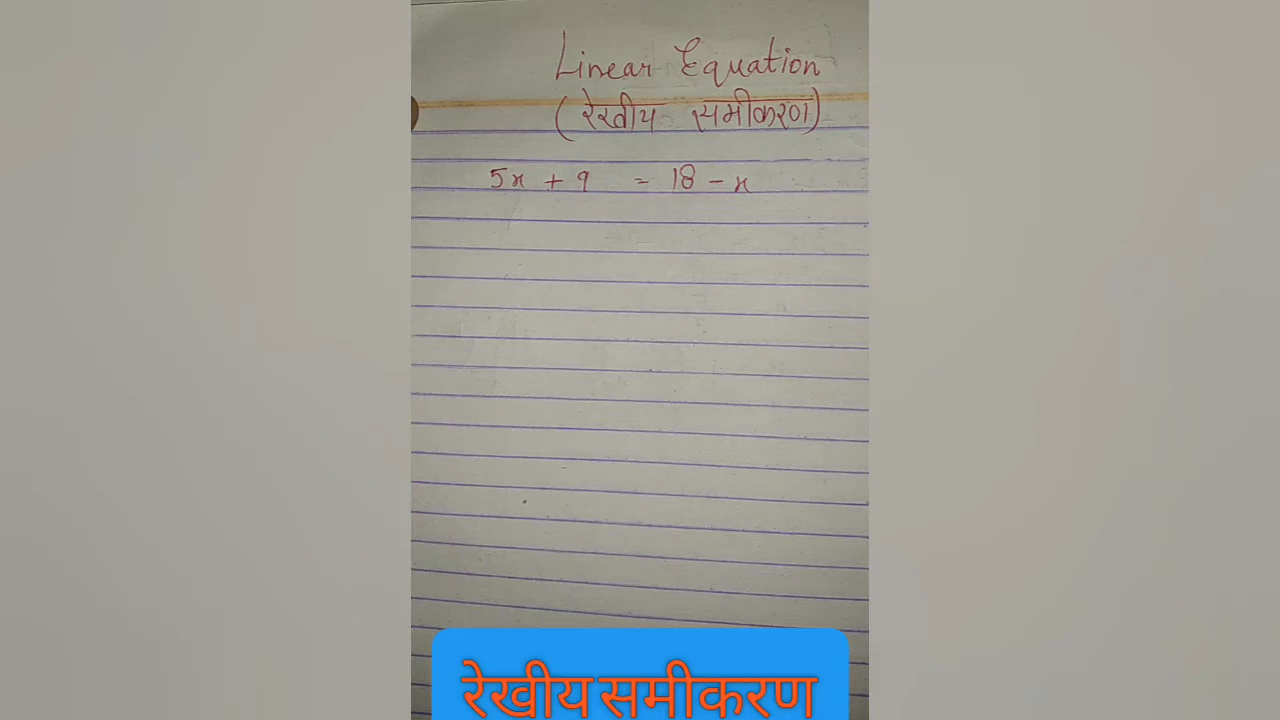 Linear Equation
(रेखीय समीकरण)
5x + 9 = 18 - x
रेखीय समीकरण